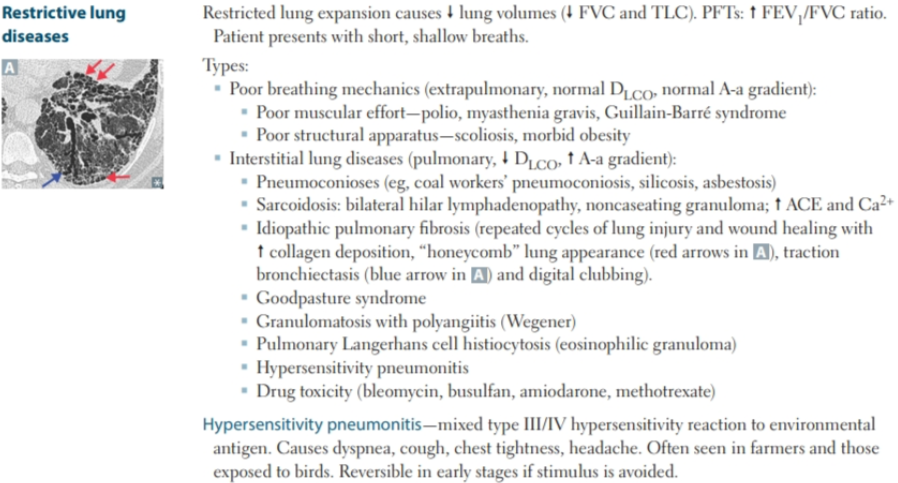 Restrictive lung
diseases
A
Restricted lung expansion causes ↓ lung volumes (↓ FVC and TLC). PFTs: ↑ FEV₁/FVC ratio.
Patient presents with short, shallow breaths.
Types:
▪ Poor breathing mechanics (extrapulmonary, normal D_LCO, normal A-a gradient):
▪ Poor muscular effort—polio, myasthenia gravis, Guillain-Barré syndrome
▪ Poor structural apparatus—scoliosis, morbid obesity
▪ Interstitial lung diseases (pulmonary, ↓ D_LCO, ↑ A-a gradient):
▪ Pneumoconioses (eg, coal workers’ pneumoconiosis, silicosis, asbestosis)
▪ Sarcoidosis: bilateral hilar lymphadenopathy, noncaseating granuloma; ↑ ACE and Ca²⁺
▪ Idiopathic pulmonary fibrosis (repeated cycles of lung injury and wound healing with
↑ collagen deposition, “honeycomb” lung appearance (red arrows in A), traction
bronchiectasis (blue arrow in A) and digital clubbing).
▪ Goodpasture syndrome
▪ Granulomatosis with polyangiitis (Wegener)
▪ Pulmonary Langerhans cell histiocytosis (eosinophilic granuloma)
▪ Hypersensitivity pneumonitis
▪ Drug toxicity (bleomycin, busulfan, amiodarone, methotrexate)
Hypersensitivity pneumonitis—mixed type III/IV hypersensitivity reaction to environmental
antigen. Causes dyspnea, cough, chest tightness, headache. Often seen in farmers and those
exposed to birds. Reversible in early stages if stimulus is avoided.